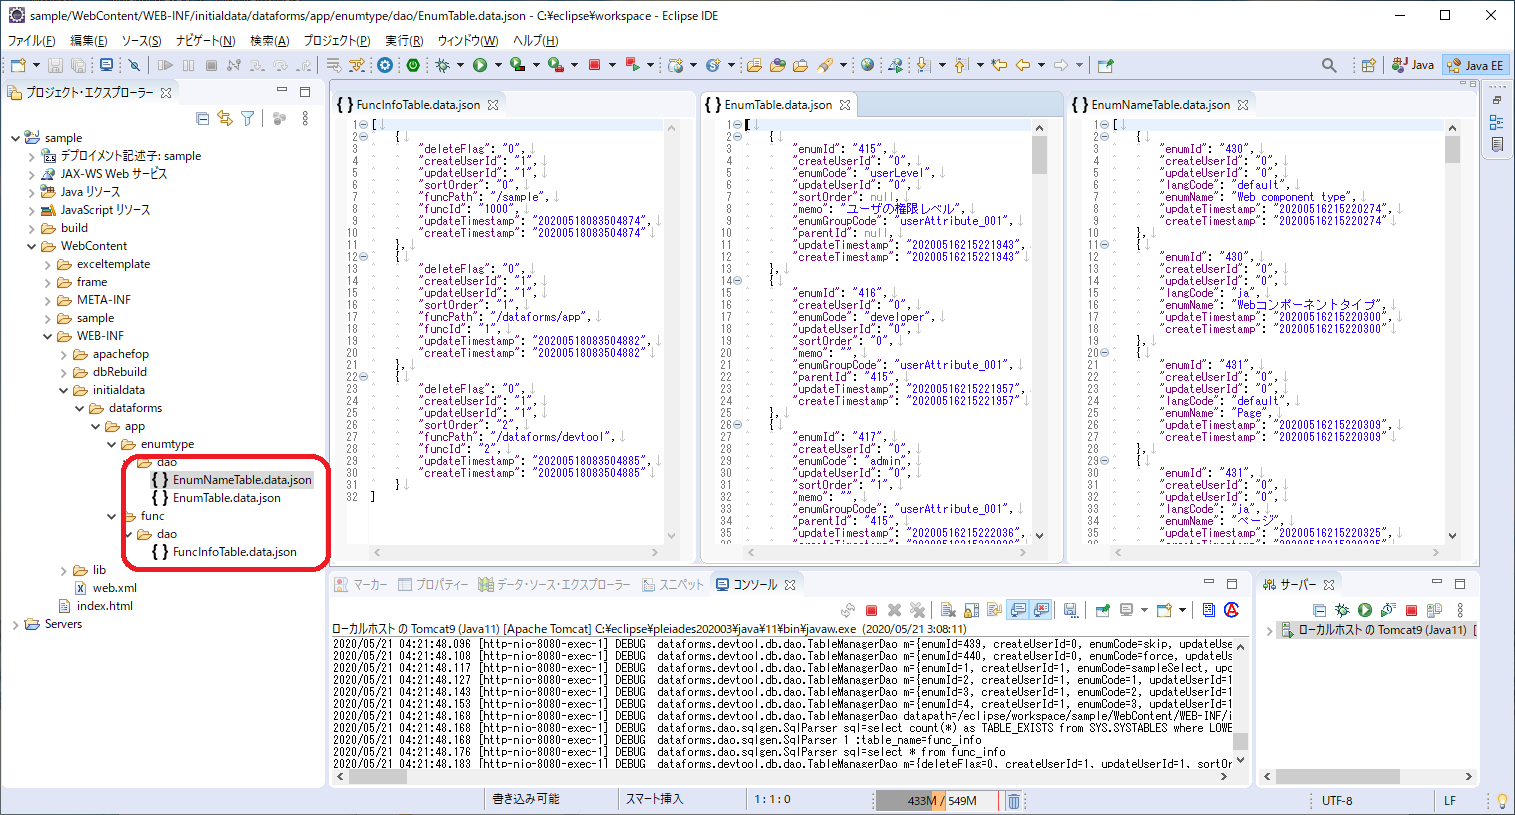 sample/WebContent/WEB-INF/initialdata/dataforms/app/enumtype/dao/EnumTable.data.json - C:¥eclipse¥workspace - Eclipse IDE
ファイル(F) 編集(E) ソース(S) ナビゲート(N) 検索(A) プロジェクト(P) 実行(R) ウィンドウ(W) ヘルプ(H)
Java Java EE
プロジェクト・エクスプローラー
sample
デプロイメント記述子: sample
JAX-WS Web サービス
Java リソース
JavaScript リソース
build
WebContent
exceltemplate
frame
META-INF
sample
WEB-INF
apachefop
dbRebuild
initialdata
dataforms
app
enumtype
dao
EnumNameTable.data.json
EnumTable.data.json
func
dao
FuncInfoTable.data.json
lib
web.xml
index.html
Servers
{ } FuncInfoTable.data.json
1 [
2 {
3 "deleteFlag": "0",
4 "createUserId": "1",
5 "updateUserId": "1",
6 "sortOrder": "0",
7 "funcPath": "/sample",
8 "funcId": "1000",
9 "updateTimestamp": "20200518083504874",
10 "createTimestamp": "20200518083504874"
11 },
12 {
13 "deleteFlag": "0",
14 "createUserId": "1",
15 "updateUserId": "1",
16 "sortOrder": "1",
17 "funcPath": "/dataforms/app",
18 "funcId": "1",
19 "updateTimestamp": "20200518083504882",
20 "createTimestamp": "20200518083504882"
21 },
22 {
23 "deleteFlag": "0",
24 "createUserId": "1",
25 "updateUserId": "1",
26 "sortOrder": "2",
27 "funcPath": "/dataforms/devtool",
28 "funcId": "2",
29 "updateTimestamp": "20200518083504885",
30 "createTimestamp": "20200518083504885"
31 }
32 ]
{ } EnumTable.data.json
1 [
2 {
3 "enumId": "415",
4 "createUserId": "0",
5 "enumCode": "userLevel",
6 "updateUserId": "0",
7 "sortOrder": null,
8 "memo": "ユーザの権限レベル",
9 "enumGroupCode": "userAttribute_001",
10 "parentId": null,
11 "updateTimestamp": "20200516215221943",
12 "createTimestamp": "20200516215221943"
13 },
14 {
15 "enumId": "416",
16 "createUserId": "0",
17 "enumCode": "developer",
18 "updateUserId": "0",
19 "sortOrder": "0",
20 "memo": "",
21 "enumGroupCode": "userAttribute_001",
22 "parentId": "415",
23 "updateTimestamp": "20200516215221957",
24 "createTimestamp": "20200516215221957"
25 },
26 {
27 "enumId": "417",
28 "createUserId": "0",
29 "enumCode": "admin",
30 "updateUserId": "0",
31 "sortOrder": "1",
32 "memo": "",
33 "enumGroupCode": "userAttribute_001",
34 "parentId": "415",
35 "updateTimestamp": "20200516215222036",
{ } EnumNameTable.data.json
1 [
2 {
3 "enumId": "430",
4 "createUserId": "0",
5 "updateUserId": "0",
6 "langCode": "default",
7 "enumName": "Web component type",
8 "updateTimestamp": "20200516215220274",
9 "createTimestamp": "20200516215220274"
10 },
11 {
12 "enumId": "430",
13 "createUserId": "0",
14 "updateUserId": "0",
15 "langCode": "ja",
16 "enumName": "Webコンポーネントタイプ",
17 "updateTimestamp": "20200516215220300",
18 "createTimestamp": "20200516215220300"
19 },
20 {
21 "enumId": "431",
22 "createUserId": "0",
23 "updateUserId": "0",
24 "langCode": "default",
25 "enumName": "Page",
26 "updateTimestamp": "20200516215220309",
27 "createTimestamp": "20200516215220309"
28 },
29 {
30 "enumId": "431",
31 "createUserId": "0",
32 "updateUserId": "0",
33 "langCode": "ja",
34 "enumName": "ページ",
35 "updateTimestamp": "20200516215220325",
マーカー プロパティー データ・ソース・エクスプローラー スニペット コンソール
ローカルホスト の Tomcat9 (Java11) [Apache Tomcat] C:¥eclipse¥pleiades202003¥java¥11¥bin¥javaw.exe (2020/05/21 3:08:11)
2020/05/21 04:21:48.096 [http-nio-8080-exec-1] DEBUG dataforms.devtool.db.dao.TableManagerDao m={enumId=439, createUserId=0, enumCode=skip, updateUse
2020/05/21 04:21:48.108 [http-nio-8080-exec-1] DEBUG dataforms.devtool.db.dao.TableManagerDao m={enumId=440, createUserId=0, enumCode=force, updateUs
2020/05/21 04:21:48.117 [http-nio-8080-exec-1] DEBUG dataforms.devtool.db.dao.TableManagerDao m={enumId=1, createUserId=1, enumCode=sampleSelect, upd
2020/05/21 04:21:48.127 [http-nio-8080-exec-1] DEBUG dataforms.devtool.db.dao.TableManagerDao m={enumId=2, createUserId=1, enumCode=1, updateUserId=1
2020/05/21 04:21:48.143 [http-nio-8080-exec-1] DEBUG dataforms.devtool.db.dao.TableManagerDao m={enumId=3, createUserId=1, enumCode=2, updateUserId=1
2020/05/21 04:21:48.153 [http-nio-8080-exec-1] DEBUG dataforms.devtool.db.dao.TableManagerDao m={enumId=4, createUserId=1, enumCode=3, updateUserId=1
2020/05/21 04:21:48.168 [http-nio-8080-exec-1] DEBUG dataforms.devtool.db.dao.TableManagerDao datapath=/eclipse/workspace/sample/WebContent/WEB-INF/i
2020/05/21 04:21:48.168 [http-nio-8080-exec-1] DEBUG dataforms.dao.sqlgen.SqlParser sql=select count(*) as TABLE_EXISTS from SYS.SYSTABLES where LOWE
2020/05/21 04:21:48.168 [http-nio-8080-exec-1] DEBUG dataforms.dao.sqlgen.SqlParser 1 :table_name=func_info
2020/05/21 04:21:48.176 [http-nio-8080-exec-1] DEBUG dataforms.dao.sqlgen.SqlParser sql=select * from func_info
2020/05/21 04:21:48.183 [http-nio-8080-exec-1] DEBUG dataforms.devtool.db.dao.TableManagerDao m={deleteFlag=0, createUserId=1, updateUserId=1, sortOr
サーバー
ローカルホスト の Tomcat9 (Java11) [
書き込み可能 スマート挿入 1 : 1 : 0 433M / 549M UTF-8 LF